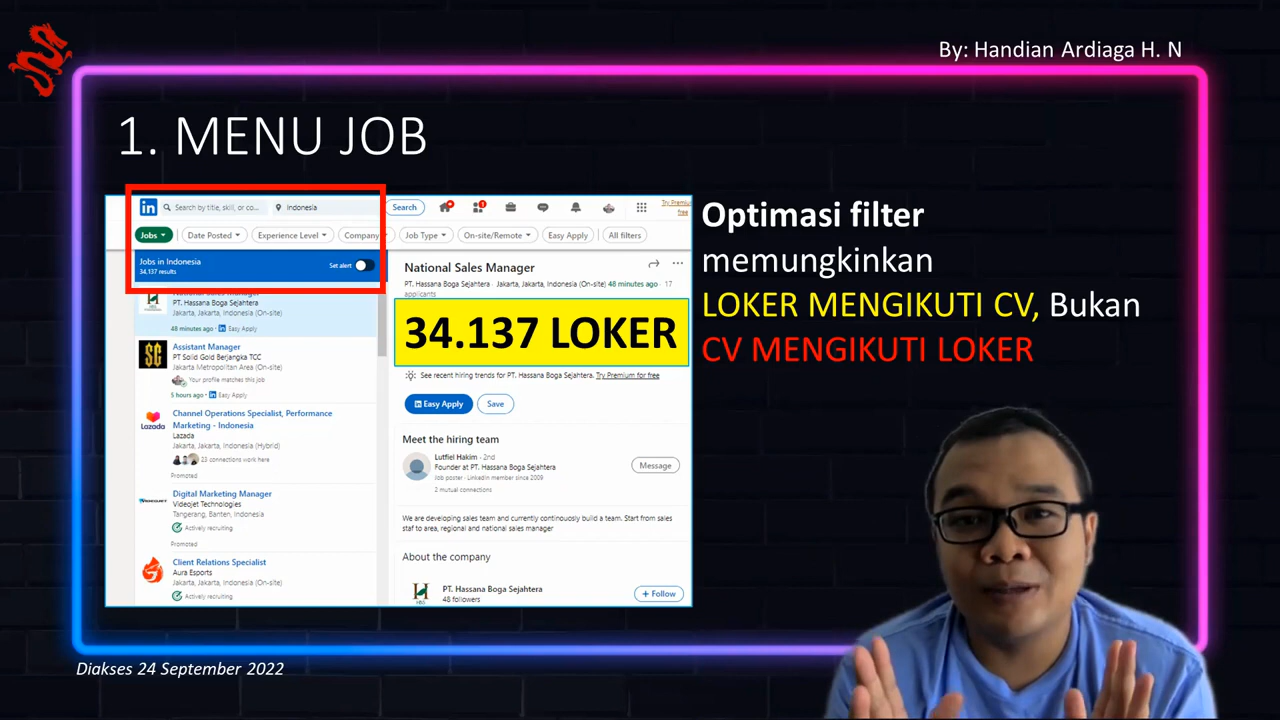 By: Handian Ardiaga H. N
1. MENU JOB
in
Search by title, skill, or co...
Indonesia
Search
Try Premium
free
Jobs
Date Posted
Experience Level
Company
Job Type
On-site/Remote
Easy Apply
All filters
Jobs in Indonesia
34.137 results
Set alert
PT. Hassana Boga Sejahtera
Jakarta, Jakarta, Indonesia (On-site)
48 minutes ago · in Easy Apply
Assistant Manager
PT Solid Gold Berjangka TCC
Jakarta Metropolitan Area (On-site)
Your profile matches this job
5 hours ago · in Easy Apply
Lazada
Channel Operations Specialist, Performance
Marketing - Indonesia
Lazada
Jakarta, Jakarta, Indonesia (Hybrid)
23 connections work here
Promoted
Digital Marketing Manager
Videojet Technologies
Tangerang, Banten, Indonesia
Actively recruiting
Promoted
Client Relations Specialist
Aura Esports
Jakarta, Jakarta, Indonesia (On-site)
Actively recruiting
National Sales Manager
PT. Hassana Boga Sejahtera · Jakarta, Jakarta, Indonesia (On-site) 48 minutes ago · 17
applicants
34.137 LOKER
See recent hiring trends for PT. Hassana Boga Sejahtera. Try Premium for free
in Easy Apply
Save
Meet the hiring team
Lutfiel Hakim · 2nd
Founder at PT. Hassana Boga Sejahtera
Job poster · LinkedIn member since 2009
2 mutual connections
Message
We are developing sales team and currently continuously build a team. Start from sales
staf to area, regional and national sales manager
About the company
PT. Hassana Boga Sejahtera
48 followers
+ Follow
Optimasi filter
memungkinkan
LOKER MENGIKUTI CV, Bukan
CV MENGIKUTI LOKER
Diakses 24 September 2022